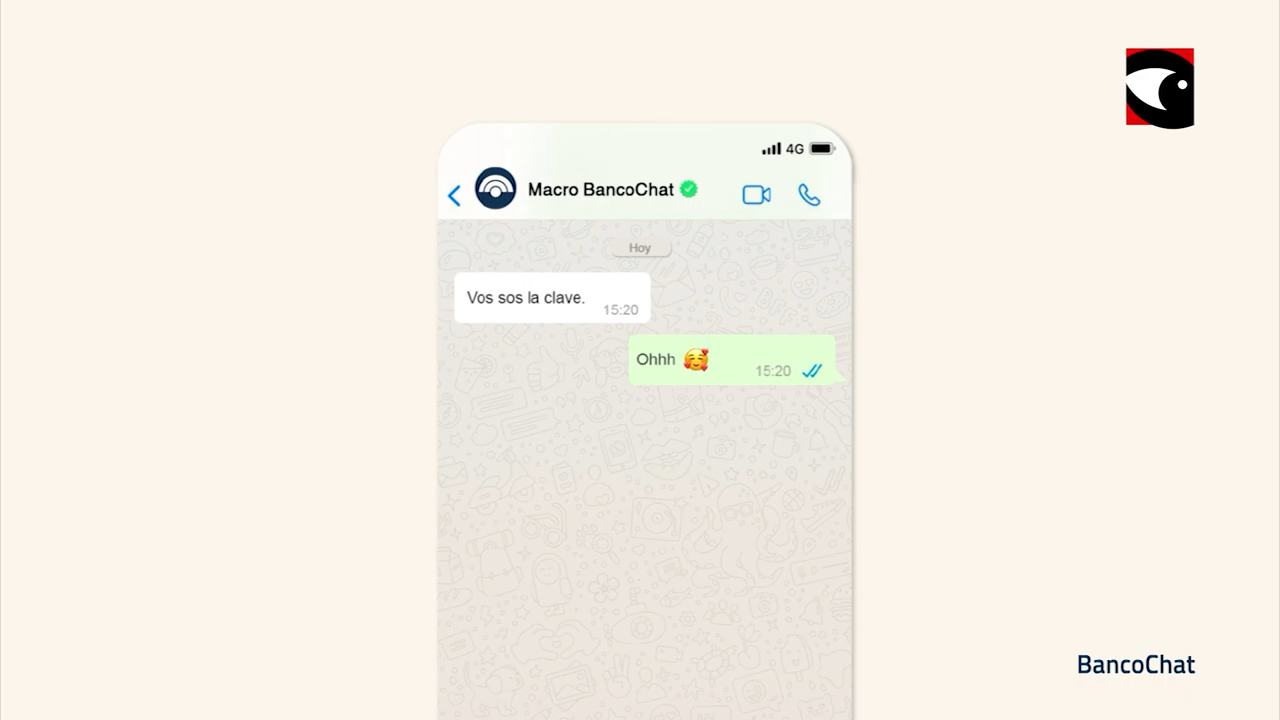 4G
Macro BancoChat
Hoy
Vos sos la clave.
15:20
Ohhh 🥰
15:20
BancoChat